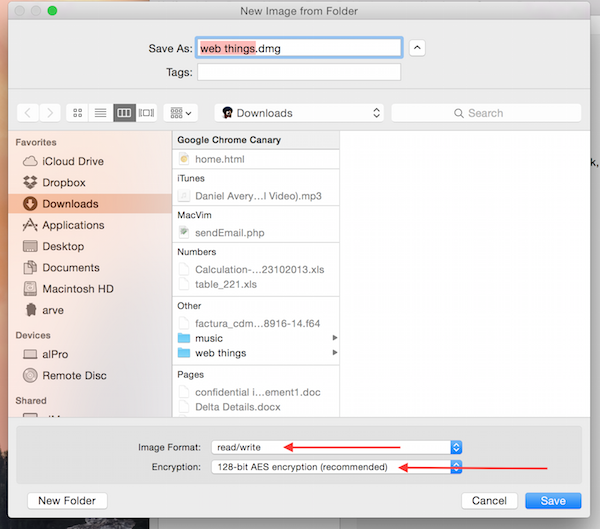 New Image from Folder
Save As: web things.dmg
Tags:
Downloads
Search
Favorites
iCloud Drive
Dropbox
Downloads
Applications
Desktop
Documents
Macintosh HD
arve
Devices
alPro
Remote Disc
Shared
Google Chrome Canary
home.html
iTunes
Daniel Avery...l Video).mp3
MacVim
sendEmail.php
Numbers
Calculation-...23102013.xls
table_221.xls
Other
factura_cdm...8916-14.f64
music
web things
Pages
confidential i...ement1.doc
Delta Details.docx
k,
Image Format: read/write
Encryption: 128-bit AES encryption (recommended)
New Folder
Cancel
Save